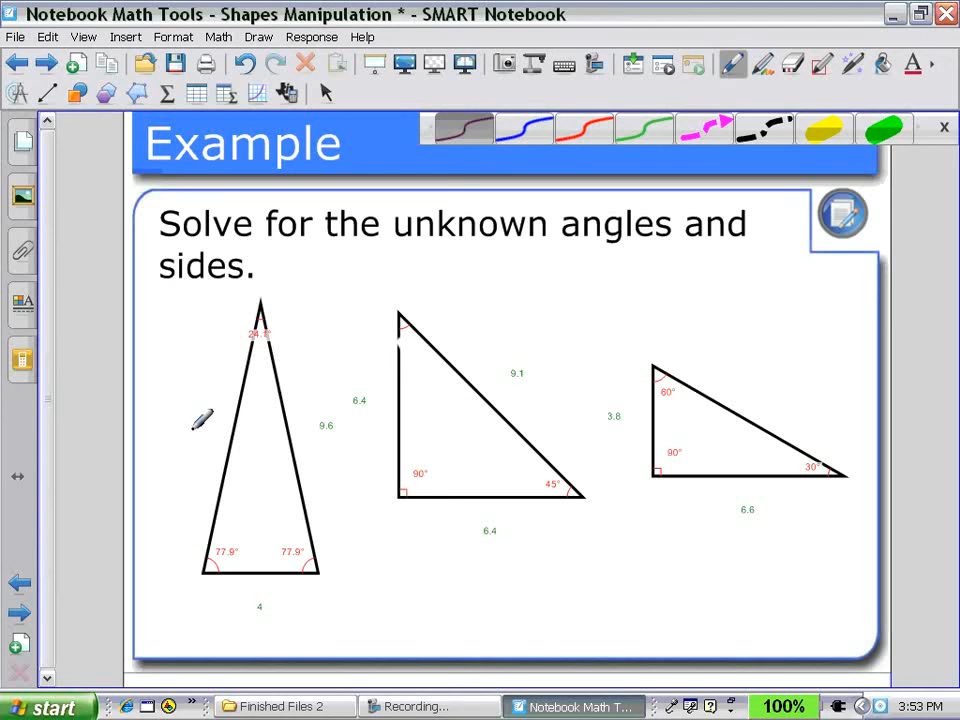 Notebook Math Tools - Shapes Manipulation * - SMART Notebook
File Edit View Insert Format Math Draw Response Help
Example
Solve for the unknown angles and
sides.
24.1°
9.1
6.4
3.8
60°
9.6
90°
90°
30°
45°
6.6
6.4
77.9° 77.9°
4
start
Finished Files 2
Recording...
Notebook Math T...
100%
3:53 PM